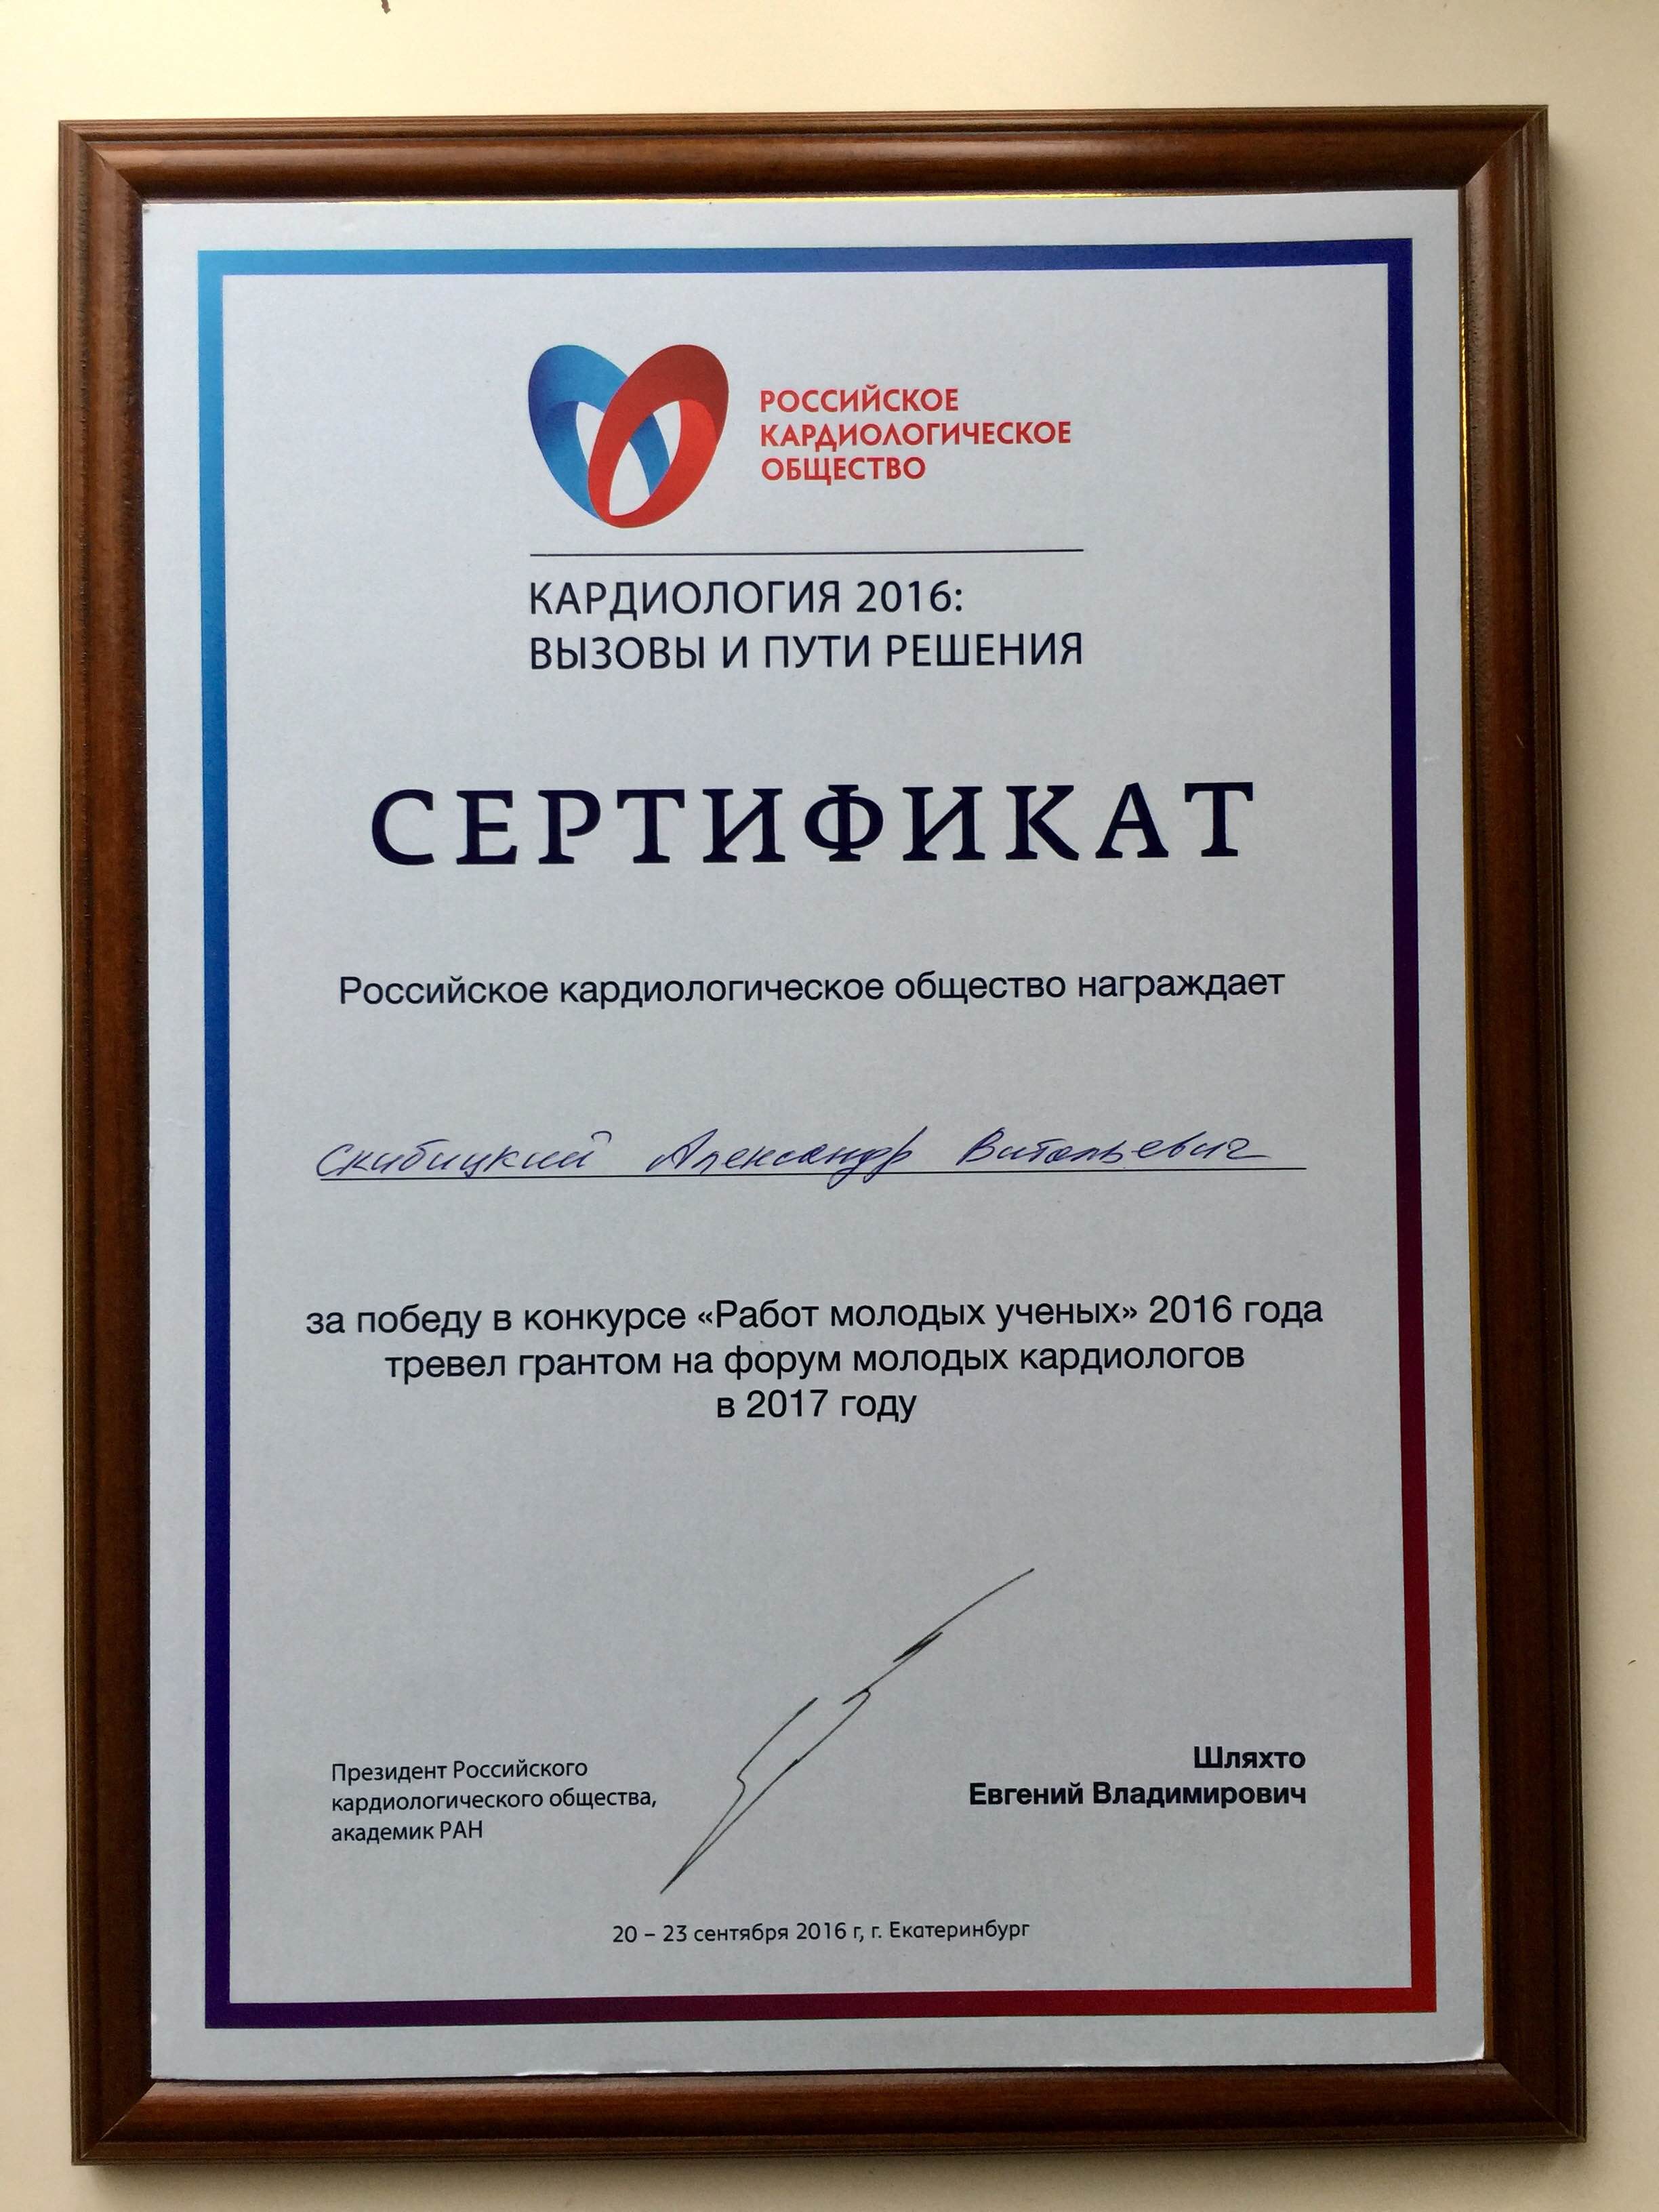 РОССИЙСКОЕ
КАРДИОЛОГИЧЕСКОЕ
ОБЩЕСТВО
КАРДИОЛОГИЯ 2016:
ВЫЗОВЫ И ПУТИ РЕШЕНИЯ
СЕРТИФИКАТ
Российское кардиологическое общество награждает
Скибицкий Александр Витальевич
за победу в конкурсе «Работ молодых ученых» 2016 года
тревел грантом на форум молодых кардиологов
в 2017 году
Президент Российского
кардиологического общества,
академик РАН
Шляхто
Евгений Владимирович
20 – 23 сентября 2016 г, г. Екатеринбург